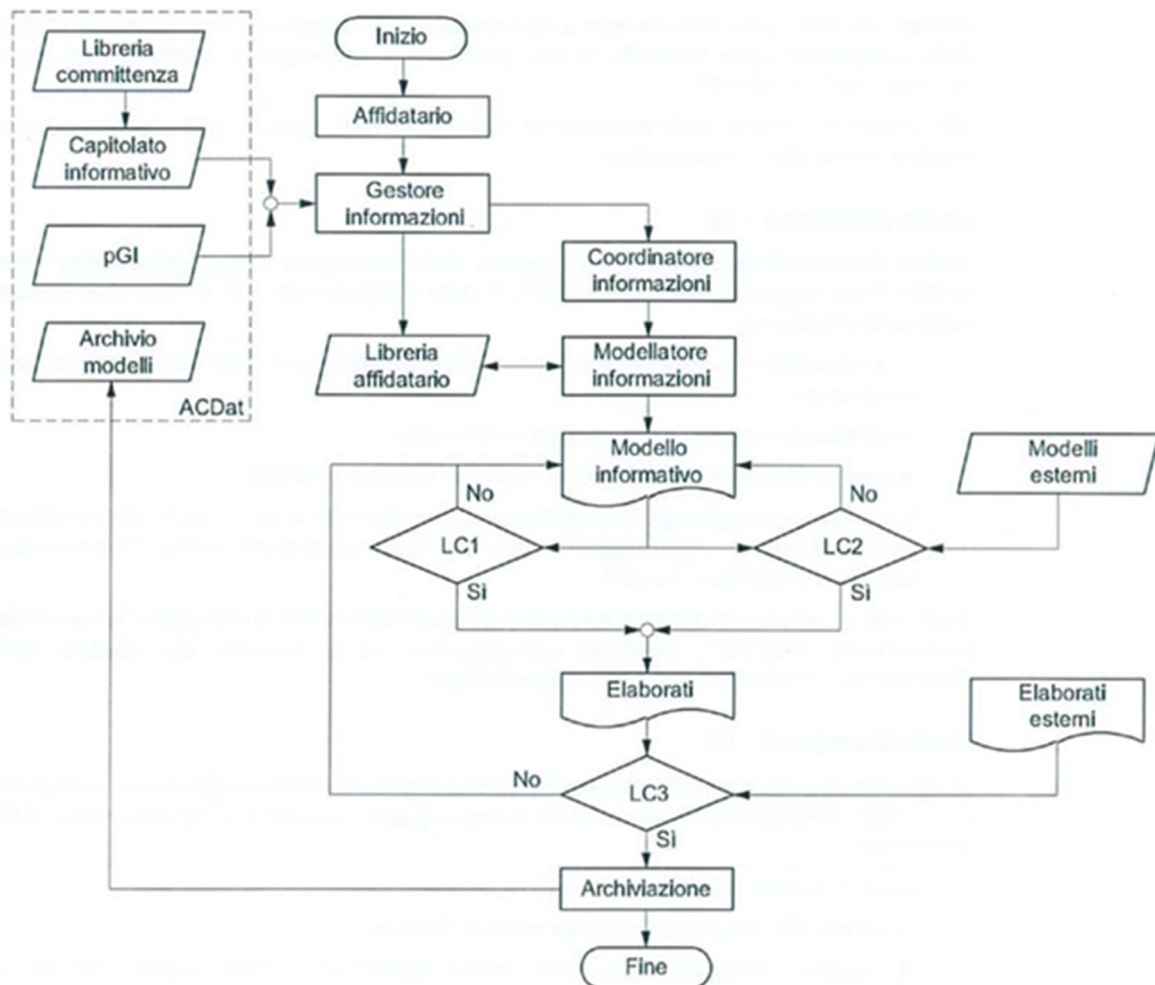 Libreria
committenza
Inizio
Affidatario
Capitolato
informativo
Gestore
informazioni
pGI
Coordinatore
informazioni
Archivio
modelli
Libreria
affidatario
Modellatore
informazioni
ACDat
Modello
informativo
Modelli
esterni
No
No
LC1
LC2
Sì
Sì
Elaborati
Elaborati
esterni
No
LC3
Sì
Archiviazione
Fine